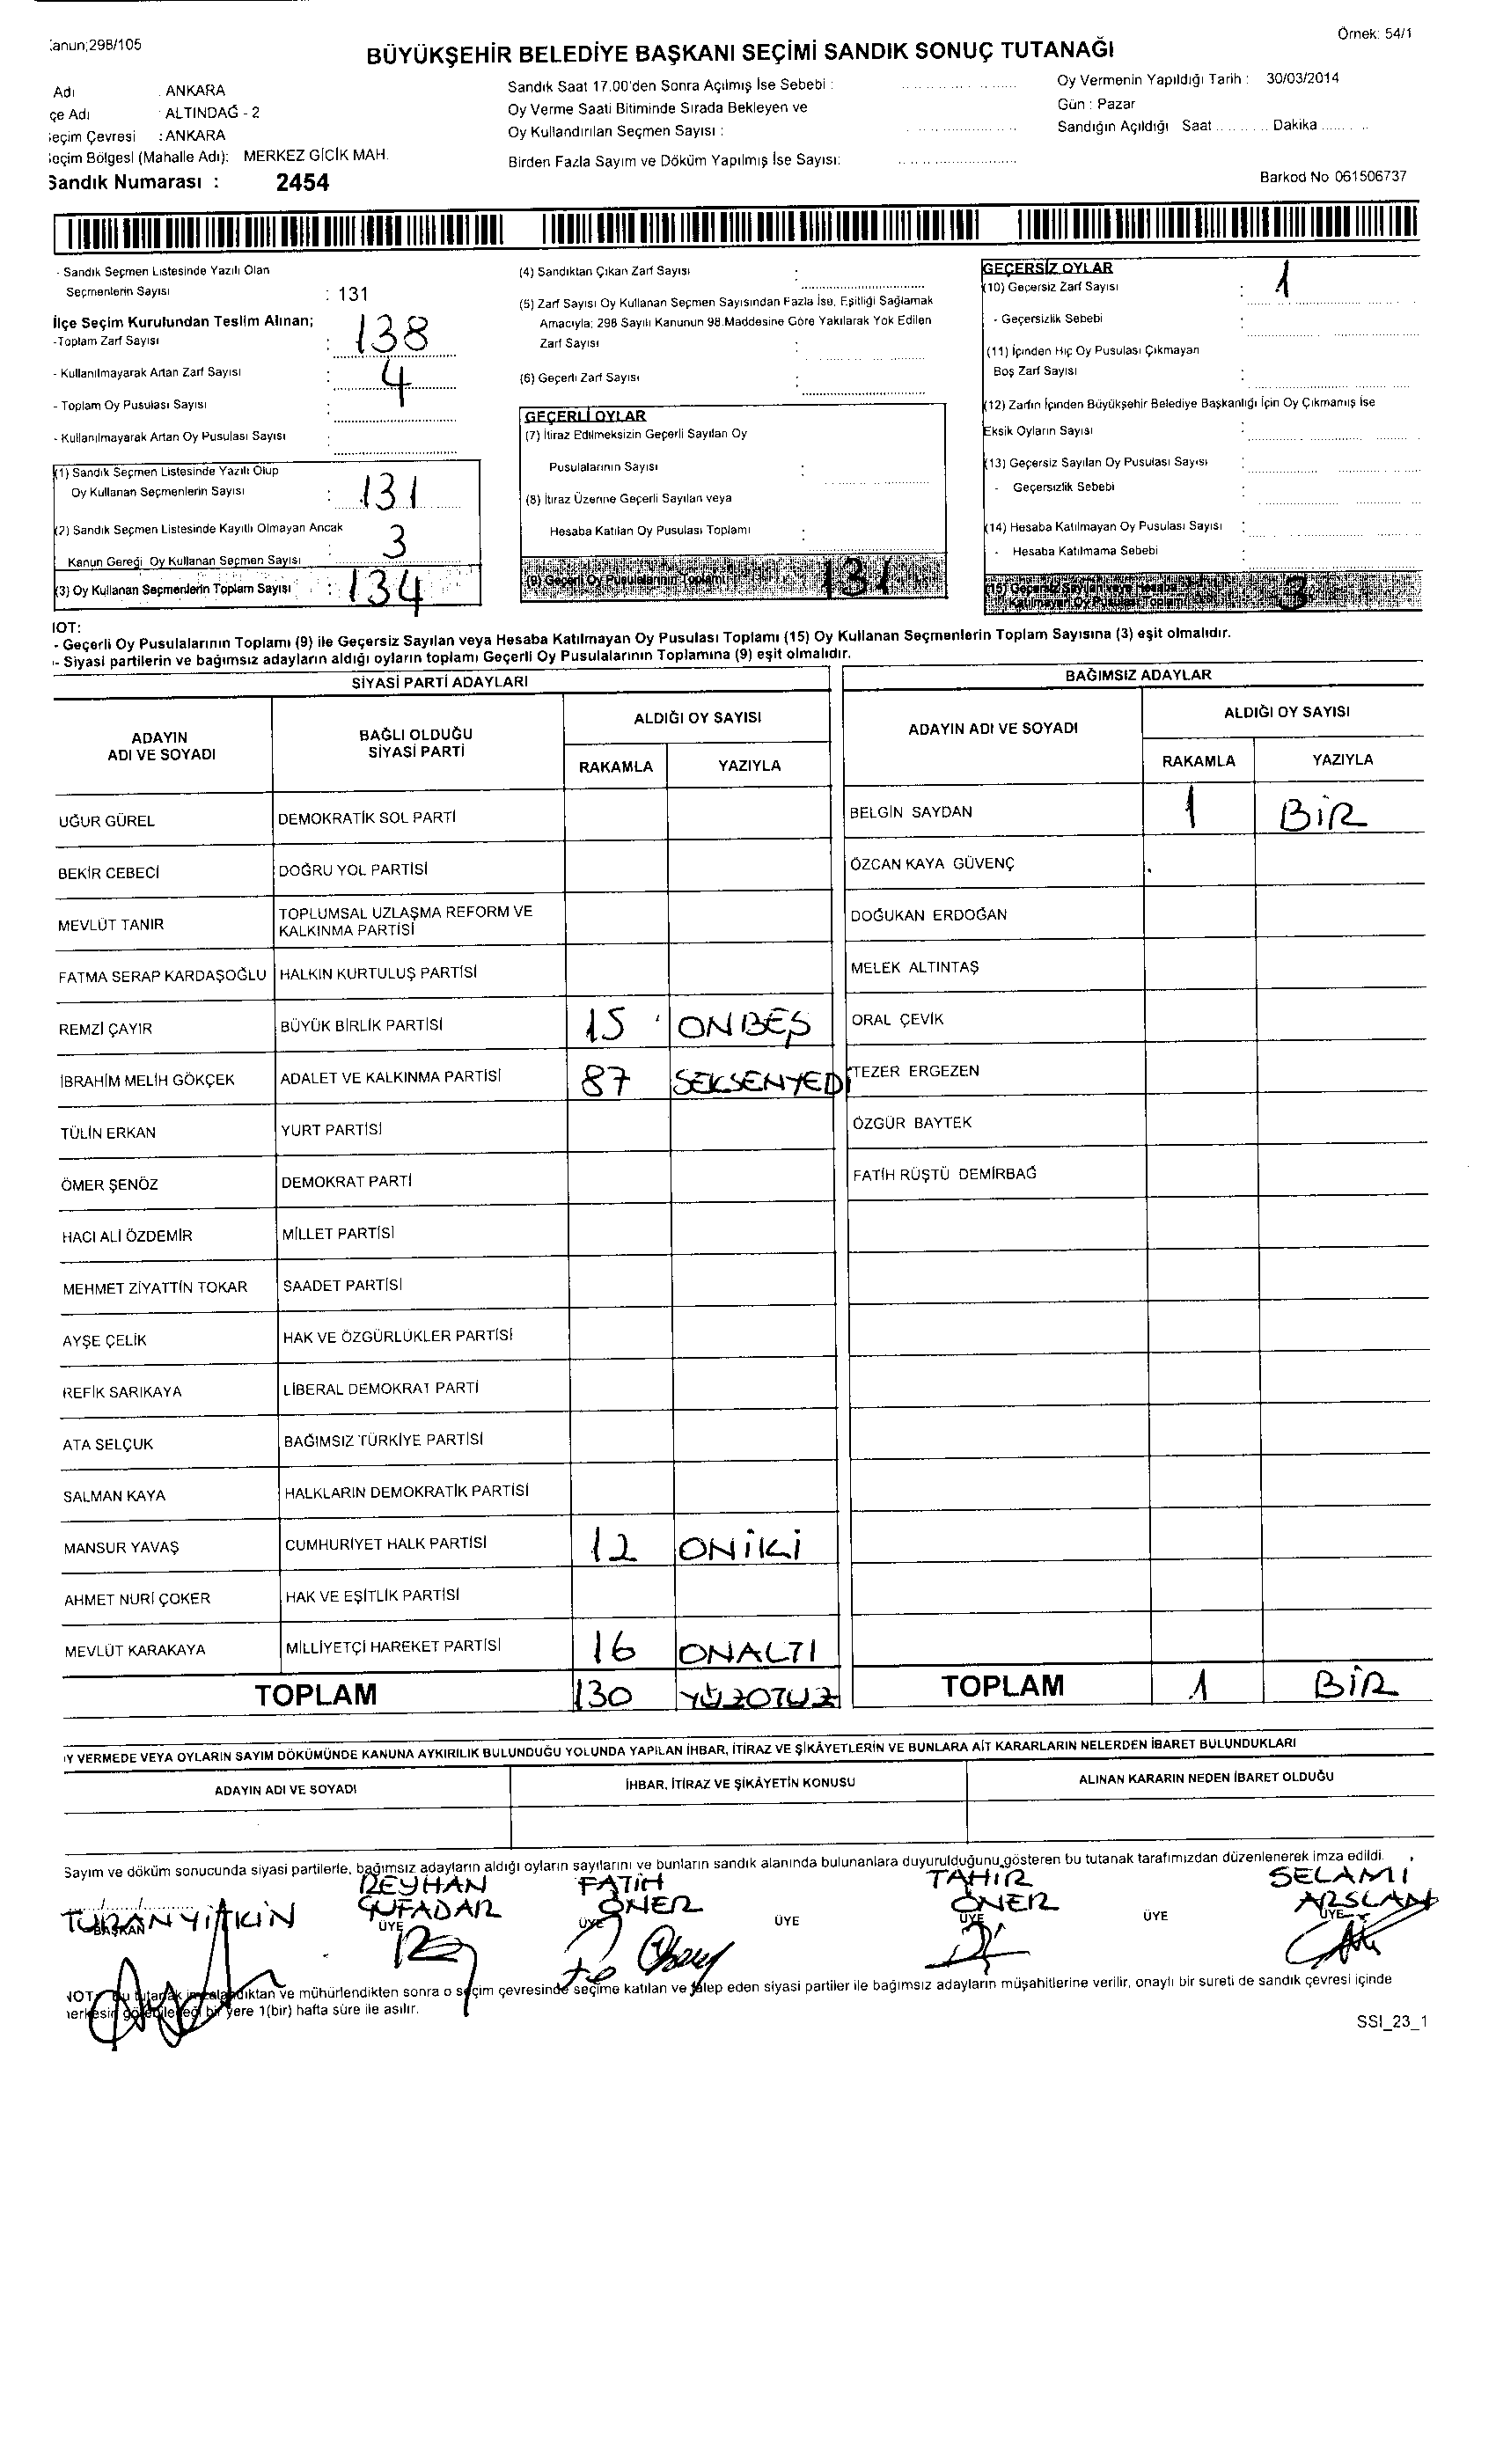 Kanun;298/105
Örnek: 54/1
BÜYÜKŞEHİR BELEDİYE BAŞKANI SEÇİMİ SANDIK SONUÇ TUTANAĞI
Adı : ANKARA
çe Adı : ALTINDAĞ - 2
eçim Çevresi : ANKARA
eçim Bölgesi (Mahalle Adı): MERKEZ GİCİK MAH.
Sandık Numarası : 2454
Sandık Saat 17.00'den Sonra Açılmış İse Sebebi :
Oy Verme Saati Bitiminde Sırada Bekleyen ve
Oy Kullandırılan Seçmen Sayısı :
Birden Fazla Sayım ve Döküm Yapılmış İse Sayısı:
Oy Vermenin Yapıldığı Tarih : 30/03/2014
Gün : Pazar
Sandığın Açıldığı Saat .......... Dakika ..........
Barkod No 061506737
- Sandık Seçmen Listesinde Yazılı Olan
Seçmenlerin Sayısı : 131
İlçe Seçim Kurulundan Teslim Alınan;
-Toplam Zarf Sayısı : 138
- Kullanılmayarak Artan Zarf Sayısı : 4
- Toplam Oy Pusulası Sayısı :
- Kullanılmayarak Artan Oy Pusulası Sayısı :
(1) Sandık Seçmen Listesinde Yazılı Olup
Oy Kullanan Seçmenlerin Sayısı : 131
(2) Sandık Seçmen Listesinde Kayıtlı Olmayan Ancak
Kanun Gereği Oy Kullanan Seçmen Sayısı : 3
(3) Oy Kullanan Seçmenlerin Toplam Sayısı : 134
(4) Sandıktan Çıkan Zarf Sayısı :
(5) Zarf Sayısı Oy Kullanan Seçmen Sayısından Fazla İse, Eşitliği Sağlamak
Amacıyla; 298 Sayılı Kanunun 98.Maddesine Göre Yakılarak Yok Edilen
Zarf Sayısı :
(6) Geçerli Zarf Sayısı :
GEÇERLİ OYLAR
(7) İtiraz Edilmeksizin Geçerli Sayılan Oy
Pusulalarının Sayısı :
(8) İtiraz Üzerine Geçerli Sayılan veya
Hesaba Katılan Oy Pusulası Toplamı :
(9) Geçerli Oy Pusulalarının Toplamı 131
GEÇERSİZ OYLAR
(10) Geçersiz Zarf Sayısı : 1
- Geçersizlik Sebebi :
(11) İçinden Hiç Oy Pusulası Çıkmayan
Boş Zarf Sayısı :
(12) Zarfın İçinden Büyükşehir Belediye Başkanlığı İçin Oy Çıkmamış İse
Eksik Oyların Sayısı :
(13) Geçersiz Sayılan Oy Pusulası Sayısı :
- Geçersizlik Sebebi :
(14) Hesaba Katılmayan Oy Pusulası Sayısı :
- Hesaba Katılmama Sebebi :
(15) Geçersiz Sayılan veya Hesaba
Katılmayan Oy Pusulası Toplamı 3
NOT:
- Geçerli Oy Pusulalarının Toplamı (9) ile Geçersiz Sayılan veya Hesaba Katılmayan Oy Pusulası Toplamı (15) Oy Kullanan Seçmenlerin Toplam Sayısına (3) eşit olmalıdır.
- Siyasi partilerin ve bağımsız adayların aldığı oyların toplamı Geçerli Oy Pusulalarının Toplamına (9) eşit olmalıdır.
SİYASİ PARTİ ADAYLARI
ADAYIN ADI VE SOYADI
BAĞLI OLDUĞU SİYASİ PARTİ
ALDIĞI OY SAYISI
RAKAMLA YAZIYLA
UĞUR GÜREL DEMOKRATİK SOL PARTİ
BEKİR CEBECİ DOĞRU YOL PARTİSİ
MEVLÜT TANIR TOPLUMSAL UZLAŞMA REFORM VE
KALKINMA PARTİSİ
FATMA SERAP KARDAŞOĞLU HALKIN KURTULUŞ PARTİSİ
REMZİ ÇAYIR BÜYÜK BİRLİK PARTİSİ 15 ONBEŞ
İBRAHİM MELİH GÖKÇEK ADALET VE KALKINMA PARTİSİ 87 SEKSENYEDİ
TÜLİN ERKAN YURT PARTİSİ
ÖMER ŞENÖZ DEMOKRAT PARTİ
HACI ALİ ÖZDEMİR MİLLET PARTİSİ
MEHMET ZİYATTİN TOKAR SAADET PARTİSİ
AYŞE ÇELİK HAK VE ÖZGÜRLÜKLER PARTİSİ
REFİK SARIKAYA LİBERAL DEMOKRAT PARTİ
ATA SELÇUK BAĞIMSIZ TÜRKİYE PARTİSİ
SALMAN KAYA HALKLARIN DEMOKRATİK PARTİSİ
MANSUR YAVAŞ CUMHURİYET HALK PARTİSİ 12 ONİKİ
AHMET NURİ ÇOKER HAK VE EŞİTLİK PARTİSİ
MEVLÜT KARAKAYA MİLLİYETÇİ HAREKET PARTİSİ 16 ONALTI
TOPLAM 130 YÜZOTUZ
BAĞIMSIZ ADAYLAR
ADAYIN ADI VE SOYADI
ALDIĞI OY SAYISI
RAKAMLA YAZIYLA
BELGİN SAYDAN 1 BİR
ÖZCAN KAYA GÜVENÇ
DOĞUKAN ERDOĞAN
MELEK ALTINTAŞ
ORAL ÇEVİK
TEZER ERGEZEN
ÖZGÜR BAYTEK
FATİH RÜŞTÜ DEMİRBAĞ
TOPLAM 1 BİR
Y VERMEDE VEYA OYLARIN SAYIM DÖKÜMÜNDE KANUNA AYKIRILIK BULUNDUĞU YOLUNDA YAPILAN İHBAR, İTİRAZ VE ŞİKÂYETLERİN VE BUNLARA AİT KARARLARIN NELERDEN İBARET BULUNDUKLARI
ADAYIN ADI VE SOYADI İHBAR, İTİRAZ VE ŞİKÂYETİN KONUSU ALINAN KARARIN NEDEN İBARET OLDUĞU
Sayım ve döküm sonucunda siyasi partilerle, bağımsız adayların aldığı oyların sayılarını ve bunların sandık alanında bulunanlara duyurulduğunu gösteren bu tutanak tarafımızdan düzenlenerek imza edildi.
REYHAN FATİH TAHİR SELAMİ
TURAN YİTKİN ÖNER ÖNER ARSLAN
BAŞKAN ÜYE ÜYE ÜYE ÜYE ÜYE ÜYE
NOT: Bu tutanak imzalandıktan ve mühürlendikten sonra o seçim çevresinde seçime katılan ve talep eden siyasi partiler ile bağımsız adayların müşahitlerine verilir, onaylı bir sureti de sandık çevresi içinde
herkesin görebileceği bir yere 1(bir) hafta süre ile asılır.
SSI_23_1